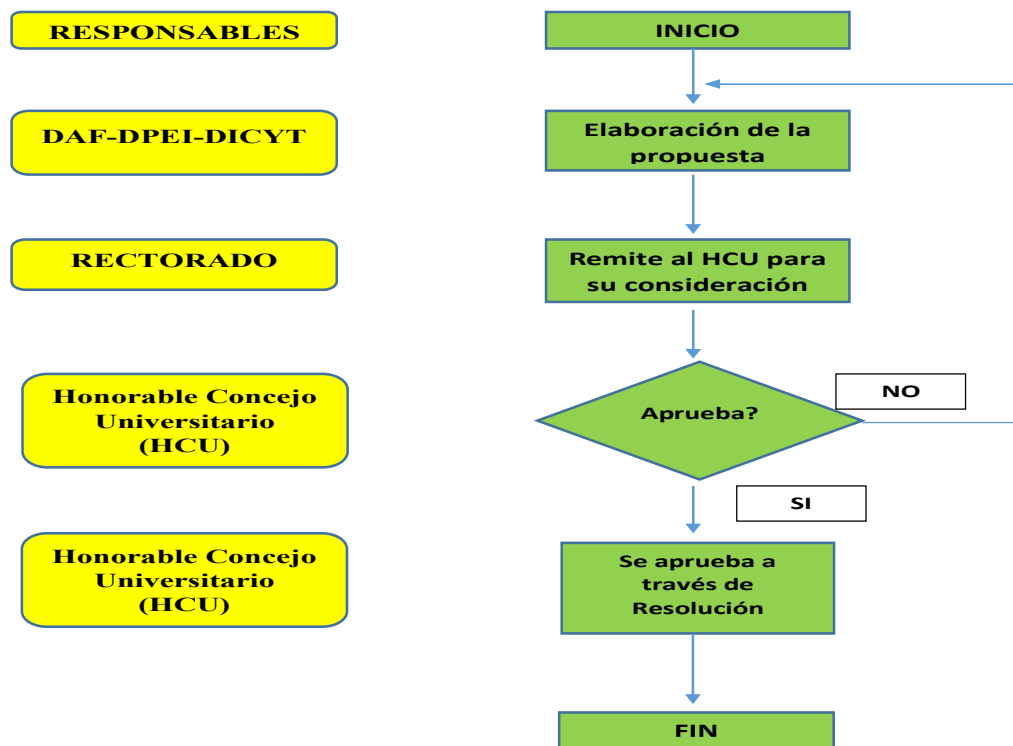 RESPONSABLES
INICIO
DAF-DPEI-DICYT
Elaboración de la
propuesta
RECTORADO
Remite al HCU para
su consideración
Honorable Concejo
Universitario
(HCU)
Aprueba?
NO
SI
Honorable Concejo
Universitario
(HCU)
Se aprueba a
través de
Resolución
FIN